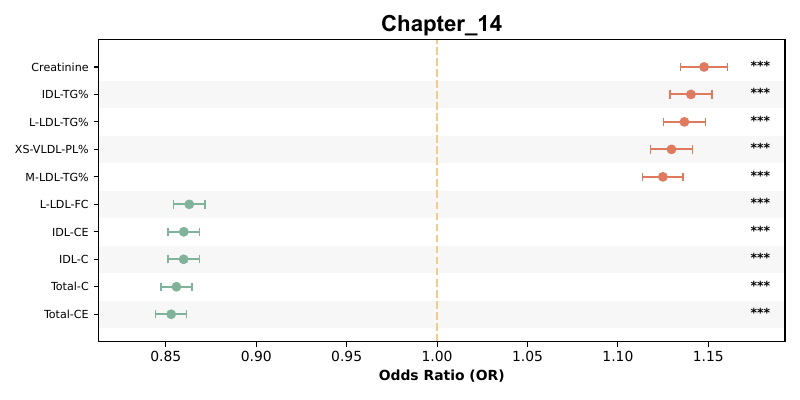 Chapter_14
Creatinine ***
IDL-TG% ***
L-LDL-TG% ***
XS-VLDL-PL% ***
M-LDL-TG% ***
L-LDL-FC ***
IDL-CE ***
IDL-C ***
Total-C ***
Total-CE ***
0.85 0.90 0.95 1.00 1.05 1.10 1.15
Odds Ratio (OR)